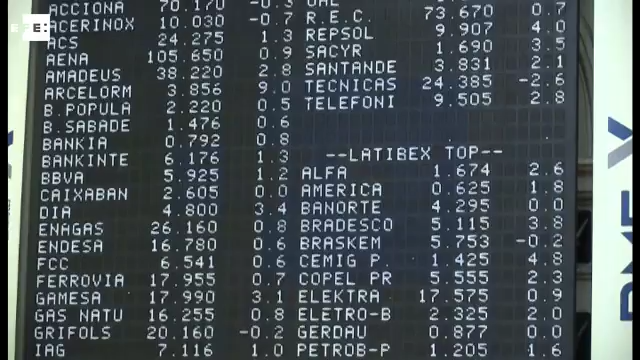 EFE:
ACCIONA 70.170 -0.3
ACERINOX 10.030 -0.7
ACS 24.275 1.3
AENA 105.650 0.9
AMADEUS 38.220 2.8
ARCELORM 3.856 9.0
B.POPULA 2.220 0.5
B.SABADE 1.476 0.6
BANKIA 0.792 0.8
BANKINTE 6.176 1.3
BBVA 5.925 1.2
CAIXABAN 2.605 0.0
DIA 4.800 3.4
ENAGAS 26.160 0.8
ENDESA 16.780 0.6
FCC 6.541 0.6
FERROVIA 17.955 0.7
GAMESA 17.990 3.1
GAS NATU 16.255 0.8
GRIFOLS 20.160 -0.2
IAG 7.116 1.0
R.E.C. 73.670 0.7
REPSOL 9.907 4.0
SACYR 1.690 3.5
SANTANDE 3.831 2.1
TECNICAS 24.385 -2.6
TELEFONI 9.505 2.8
--LATIBEX TOP--
ALFA 1.674 2.6
AMERICA 0.625 1.8
BANORTE 4.295 0.0
BRADESCO 5.115 3.8
BRASKEM 5.753 -0.2
CEMIG P. 1.425 4.8
COPEL PR 5.555 2.3
ELEKTRA 17.575 0.9
ELETRO-B 2.325 2.0
GERDAU 0.877 0.0
PETROB-P 1.205 1.6